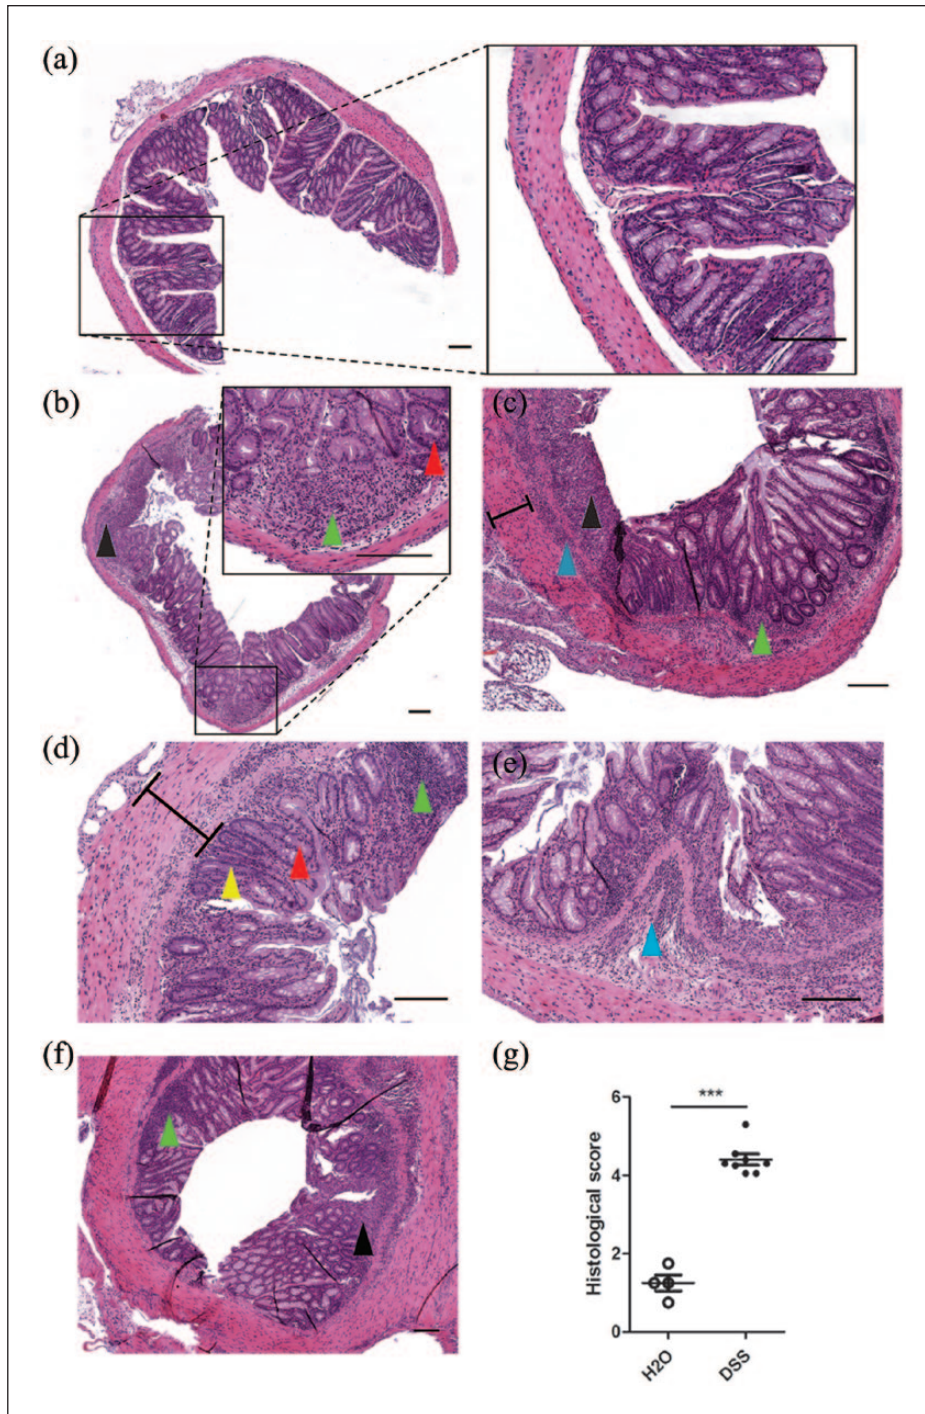 (a)
(b)
(c)
(d)
(e)
(f)
(g)
***
6
4
2
0
Histological score
H2O
DSS